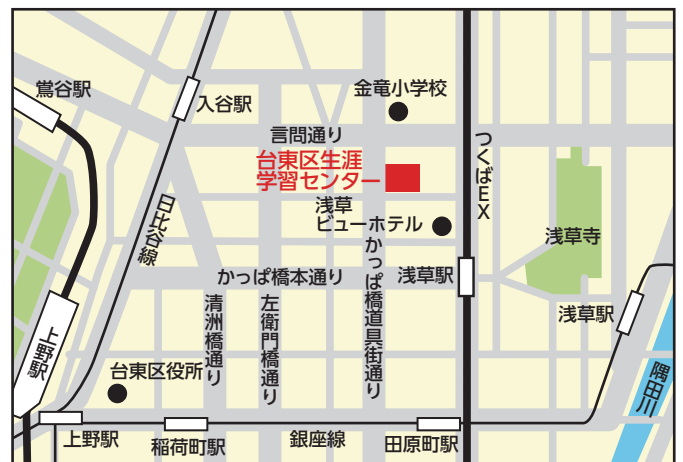 鶯谷駅
入谷駅
金竜小学校
言問通り
つくばEX
台東区生涯
学習センター
浅草
ビューホテル
日比谷線
浅草寺
かっぱ橋本通り
かっぱ橋道具街通り
浅草駅
清洲橋通り
左衛門橋通り
浅草駅
上野駅
台東区役所
隅田川
上野駅
稲荷町駅
銀座線
田原町駅